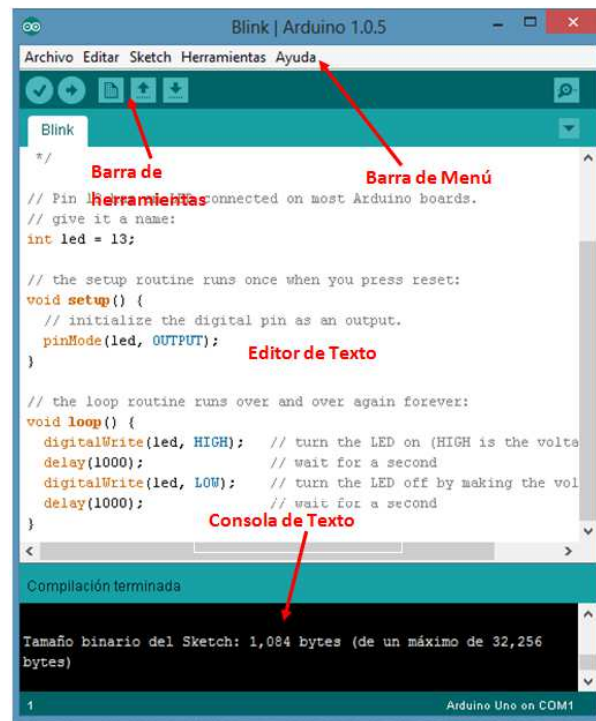 Blink | Arduino 1.0.5
Archivo Editar Sketch Herramientas Ayuda
Blink
*/
Barra de
herramientas
Barra de Menú
// Pin 13 connected on most Arduino boards.
// give it a name:
int led = 13;
// the setup routine runs once when you press reset:
void setup() {
// initialize the digital pin as an output.
pinMode(led, OUTPUT);
Editor de Texto
}
// the loop routine runs over and over again forever:
void loop() {
digitalWrite(led, HIGH); // turn the LED on (HIGH is the volta
delay(1000); // wait for a second
digitalWrite(led, LOW); // turn the LED off by making the vol
delay(1000); // wait for a second
}
Consola de Texto
Compilación terminada
Tamaño binario del Sketch: 1,084 bytes (de un máximo de 32,256
bytes)
1 Arduino Uno on COM1